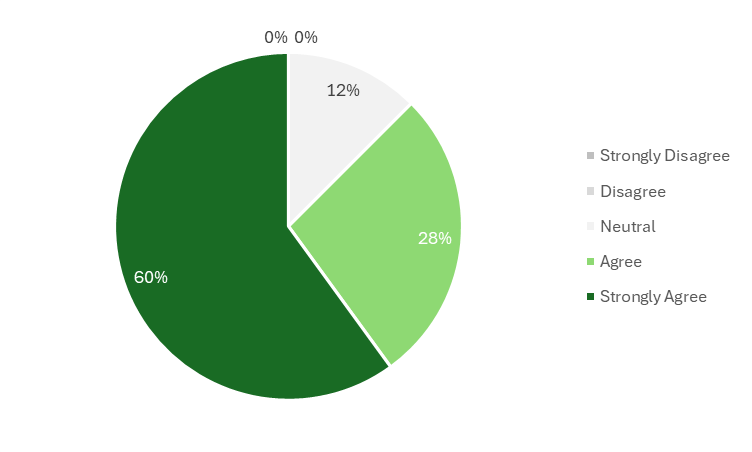 0% 0%
12%
28%
60%
Strongly Disagree
Disagree
Neutral
Agree
Strongly Agree